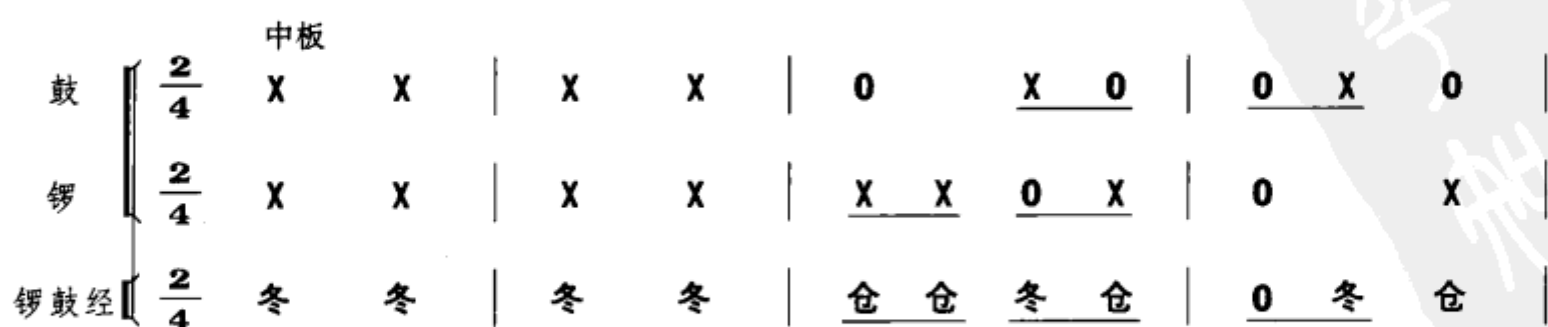 中板
鼓 2/4 X X | X X | 0 X 0 | 0 X 0 |
锣 2/4 X X | X X | X X 0 X | 0 X |
锣鼓经 2/4 冬 冬 | 冬 冬 | 仓 仓 冬 仓 | 0 冬 仓 |